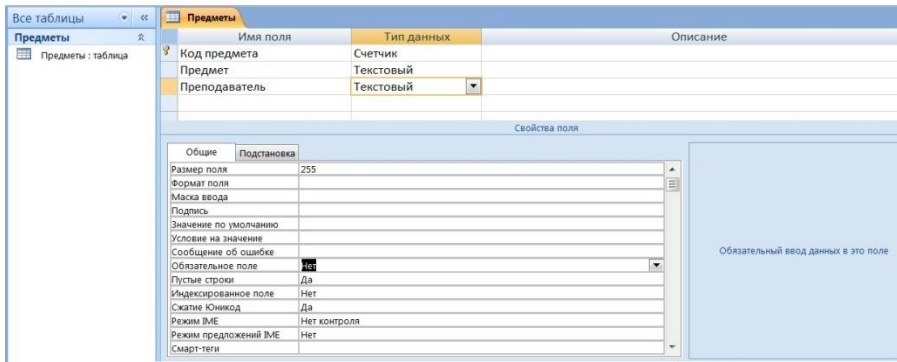 Все таблицы «
Предметы
Предметы : таблица
Предметы
Имя поля Тип данных Описание
Код предмета Счетчик
Предмет Текстовый
Преподаватель Текстовый
Свойства поля
Общие Подстановка
Размер поля 255
Формат поля
Маска ввода
Подпись
Значение по умолчанию
Условие на значение
Сообщение об ошибке
Обязательное поле Нет
Пустые строки Да
Индексированное поле Нет
Сжатие Юникод Да
Режим IME Нет контроля
Режим предложений IME Нет
Смарт-теги
Обязательный ввод данных в это поле